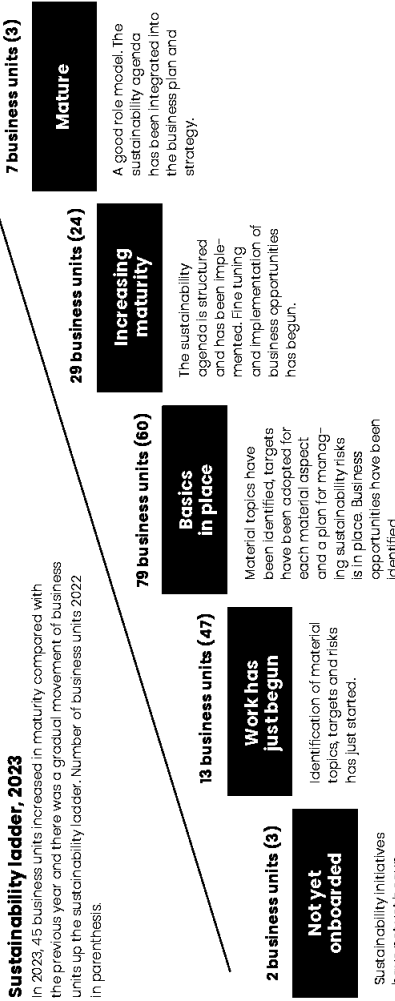 Sustainability ladder, 2023
In 2023, 45 business units increased in maturity compared with
the previous year and there was a gradual movement of business
units up the sustainability ladder. Number of business units 2022
in parenthesis.
2 business units (3)
Not yet
onboarded
Sustainability initiatives
13 business units (47)
Work has
just begun
Identification of material
topics, targets and risks
has just started.
79 business units (60)
Basics
in place
Material topics have
been identified, targets
have been adopted for
each material aspect
and a plan for manag-
ing sustainability risks
is in place. Business
opportunities have been
identified.
29 business units (24)
Increasing
maturity
The sustainability
agenda is structured
and has been imple-
mented. Fine tuning
and implementation of
business opportunities
has begun.
7 business units (3)
Mature
A good role model. The
sustainability agenda
has been integrated into
the business plan and
strategy.